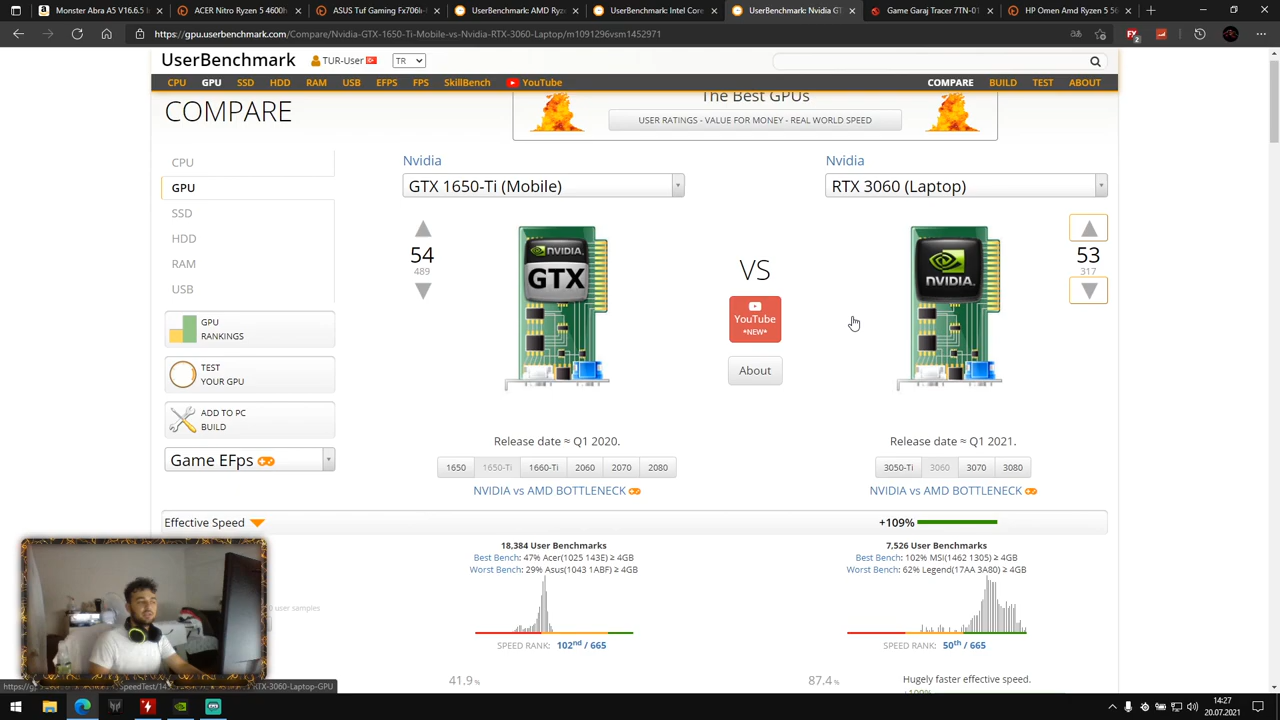 Monster Abra A5 V16.6.5
ACER Nitro Ryzen 5 4600h
ASUS Tuf Gaming Fx706h
UserBenchmark: AMD Ryz
UserBenchmark: Intel Core
UserBenchmark: Nvidia GT
Game Garaj Tracer 7TN-01
HP Omen Amd Ryzen 5 5
https://gpu.userbenchmark.com/Compare/Nvidia-GTX-1650-Ti-Mobile-vs-Nvidia-RTX-3060-Laptop/m1091296vsm1452971
UserBenchmark TUR-User TR
CPU GPU SSD HDD RAM USB EFPS FPS SkillBench YouTube COMPARE BUILD TEST ABOUT
COMPARE
The Best GPUs
USER RATINGS - VALUE FOR MONEY - REAL WORLD SPEED
CPU
GPU
SSD
HDD
RAM
USB
GPU
RANKINGS
TEST
YOUR GPU
ADD TO PC
BUILD
Game EFps
Nvidia
GTX 1650-Ti (Mobile)
54
489
NVIDIA.
GTX
VS
YouTube
*NEW*
About
Nvidia
RTX 3060 (Laptop)
53
317
NVIDIA.
Release date ≈ Q1 2020.
1650 1650-Ti 1660-Ti 2060 2070 2080
NVIDIA vs AMD BOTTLENECK
Release date ≈ Q1 2021.
3050-Ti 3060 3070 3080
NVIDIA vs AMD BOTTLENECK
Effective Speed +109%
18,384 User Benchmarks
Best Bench: 47% Acer(1025 143E) ≥ 4GB
Worst Bench: 29% Asus(1043 1ABF) ≥ 4GB
SPEED RANK: 102nd / 665
7,526 User Benchmarks
Best Bench: 102% MSI(1462 1305) ≥ 4GB
Worst Bench: 62% Legend(17AA 3A80) ≥ 4GB
SPEED RANK: 50th / 665
user samples
41.9 %
87.4 %
Hugely faster effective speed.
+109%
14:27
20.07.2021